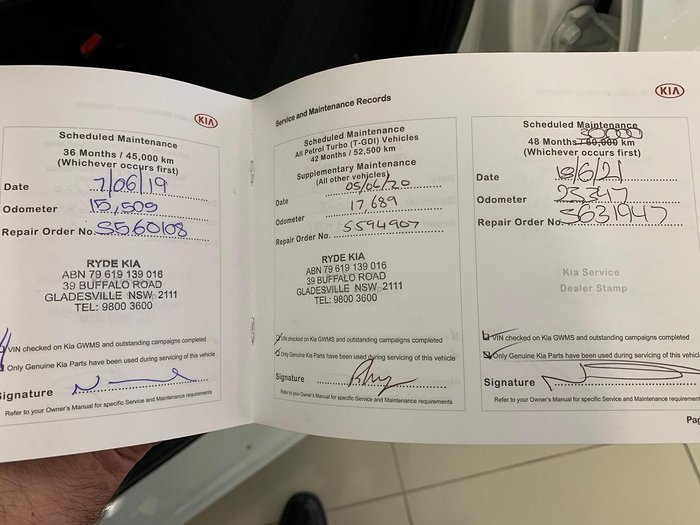 KIA
Scheduled Maintenance
36 Months / 45,000 km
(Whichever occurs first)
Date 7/06/19
Odometer 15,509
Repair Order No. S560108
RYDE KIA
ABN 79 619 139 016
39 BUFFALO ROAD
GLADESVILLE NSW 2111
TEL: 9800 3600
VIN checked on Kia GWMS and outstanding campaigns completed
Only Genuine Kia Parts have been used during servicing of this vehicle
Signature
Refer to your Owner's Manual for specific Service and Maintenance requirements
Service and Maintenance Records
Scheduled Maintenance
All Petrol Turbo (T-GDI) Vehicles
42 Months / 52,500 km
Supplementary Maintenance
(All other vehicles)
Date 05/06/20
Odometer 17,689
Repair Order No. S594907
RYDE KIA
ABN 79 619 139 016
39 BUFFALO ROAD
GLADESVILLE NSW 2111
TEL: 9800 3600
VIN checked on Kia GWMS and outstanding campaigns completed
Only Genuine Kia Parts have been used during servicing of this vehicle
Signature
Refer to your Owner's Manual for specific Service and Maintenance requirements
KIA
Scheduled Maintenance
48 Months / 60,000 km
(Whichever occurs first)
Date 10/6/21
Odometer 23347
Repair Order No. S631947
Kia Service
Dealer Stamp
VIN checked on Kia GWMS and outstanding campaigns completed
Only Genuine Kia Parts have been used during servicing of this vehicle
Signature
Refer to your Owner's Manual for specific Service and Maintenance requirements